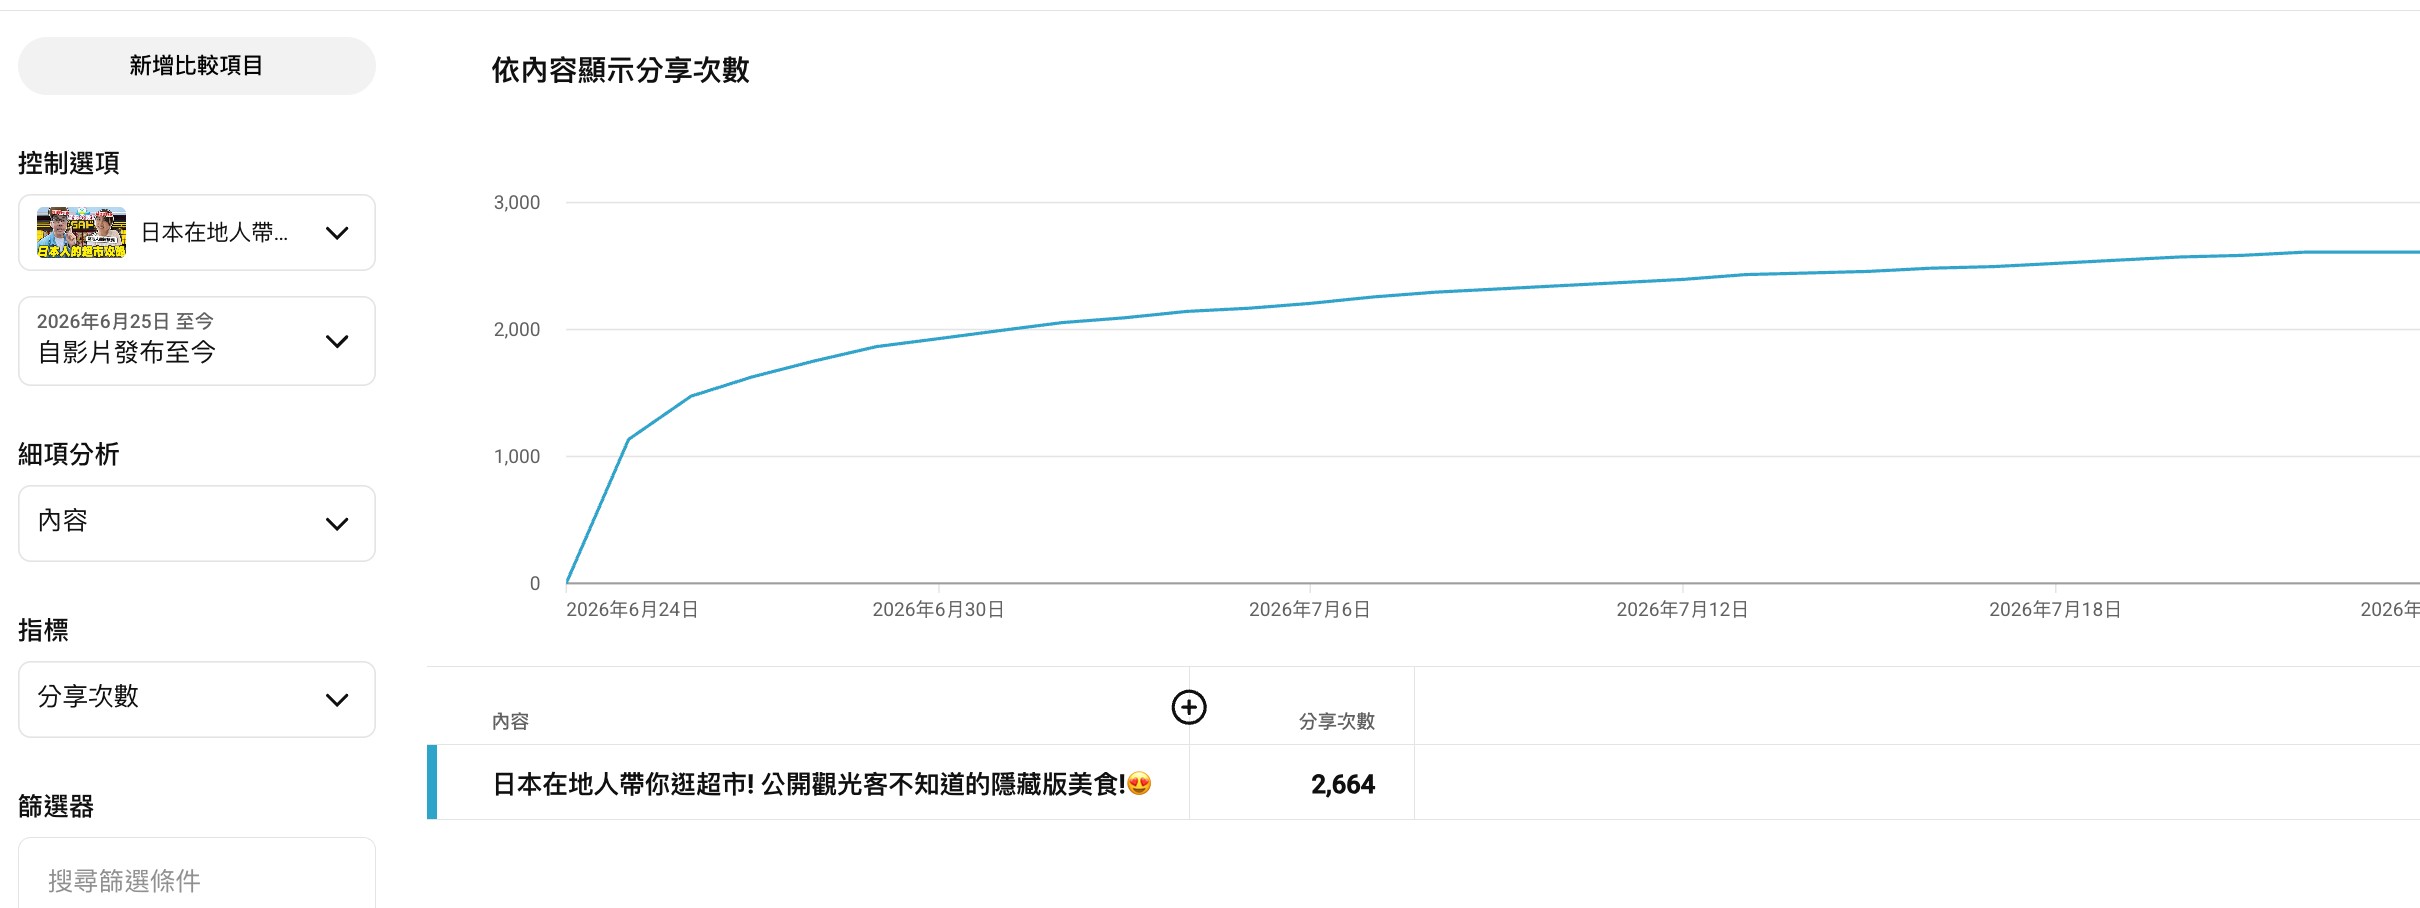 新增比較項目
控制選項
日本在地人帶...
2026年6月25日 至今
自影片發布至今
細項分析
內容
指標
分享次數
篩選器
搜尋篩選條件
依內容顯示分享次數
3,000
2,000
1,000
0
2026年6月24日
2026年6月30日
2026年7月6日
2026年7月12日
2026年7月18日
2026年
內容
分享次數
日本在地人帶你逛超市! 公開觀光客不知道的隱藏版美食!😍
2,664